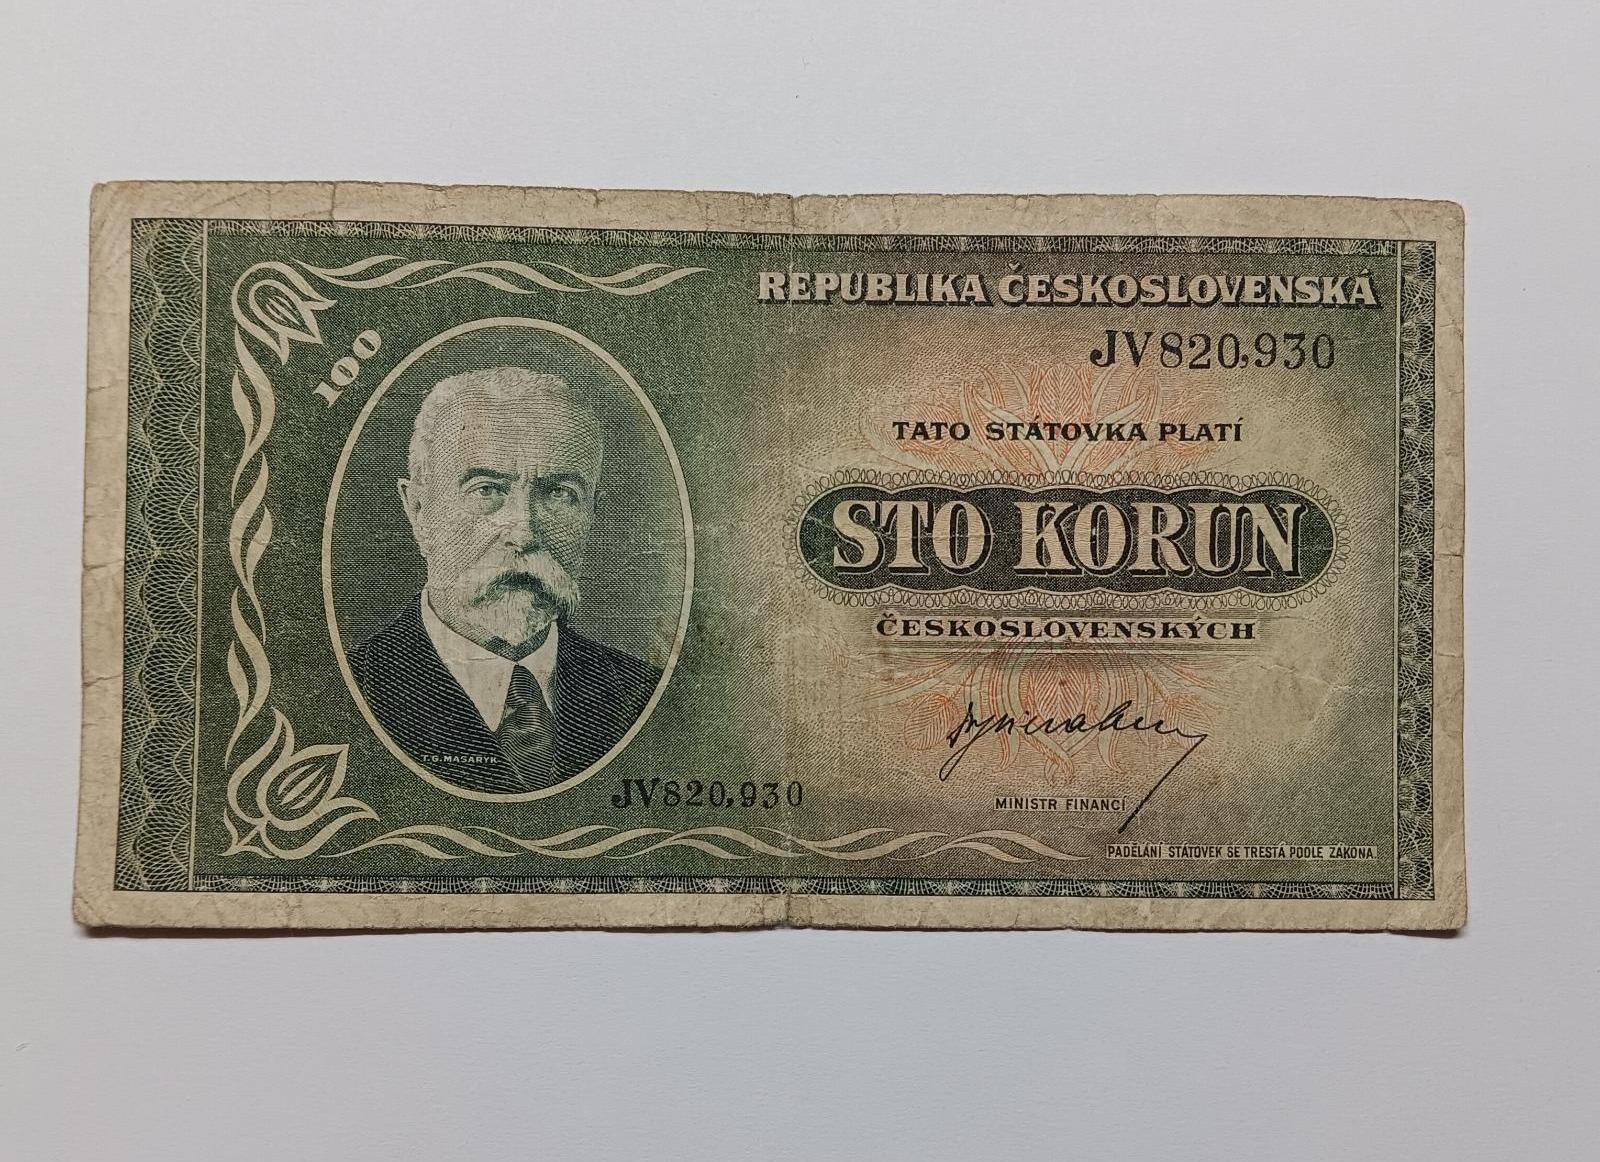 REPUBLIKA ČESKOSLOVENSKÁ
JV820,930
100
TATO STÁTOVKA PLATÍ
STO KORUN
ČESKOSLOVENSKÝCH
T.G. MASARYK
JV820,930
MINISTR FINANCÍ
PADĚLÁNÍ STÁTOVEK SE TRESTÁ PODLE ZÁKONA.